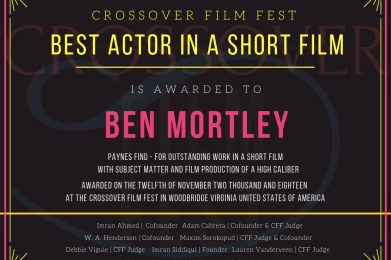 CROSSOVER FILM FEST
BEST ACTOR IN A SHORT FILM
IS AWARDED TO
BEN MORTLEY
PAYNES FIND - FOR OUTSTANDING WORK IN A SHORT FILM
WITH SUBJECT MATTER AND FILM PRODUCTION OF A HIGH CALIBER
AWARDED ON THE TWELFTH OF NOVEMBER TWO THOUSAND AND EIGHTEEN
AT THE CROSSOVER FILM FEST IN WOODBRIDGE VIRGINIA UNITED STATES OF AMERICA
Imran Ahmed | Cofounder Adam Cabrera | Cofounder & CFF Judge
W. A. Henderson | Cofounder Maxim Sorokopud | CFF Judge & Cofounder
Debbie Viguie | CFF Judge Imran Siddiqui | Founder Lauren Vanderveen | CFF Judge
CROSSOVER